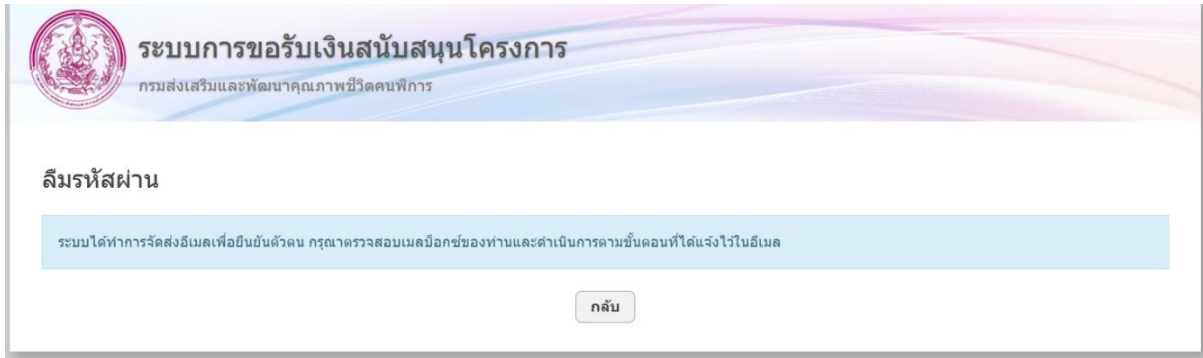 ระบบการขอรับเงินสนับสนุนโครงการ
กรมส่งเสริมและพัฒนาคุณภาพชีวิตคนพิการ
ลืมรหัสผ่าน
ระบบได้ทำการจัดส่งอีเมลเพื่อยืนยันตัวตน กรุณาตรวจสอบเมลบ็อกซ์ของท่านและดำเนินการตามขั้นตอนที่ได้แจ้งไว้ในอีเมล
กลับ